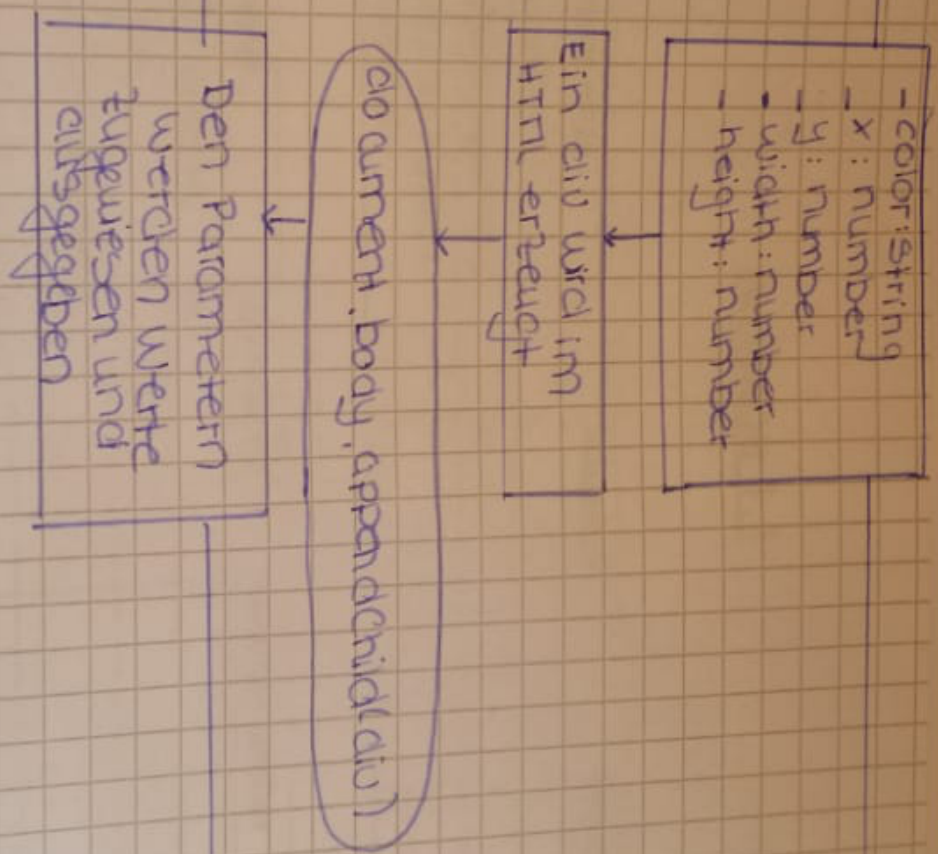 - color: string
- x: number
- y: number
- width: number
- height: number
Ein div wird im
HTML erzeugt
document.body.appendChild(div)
Den Parametern
werden Werte
zugewiesen und
ausgegeben